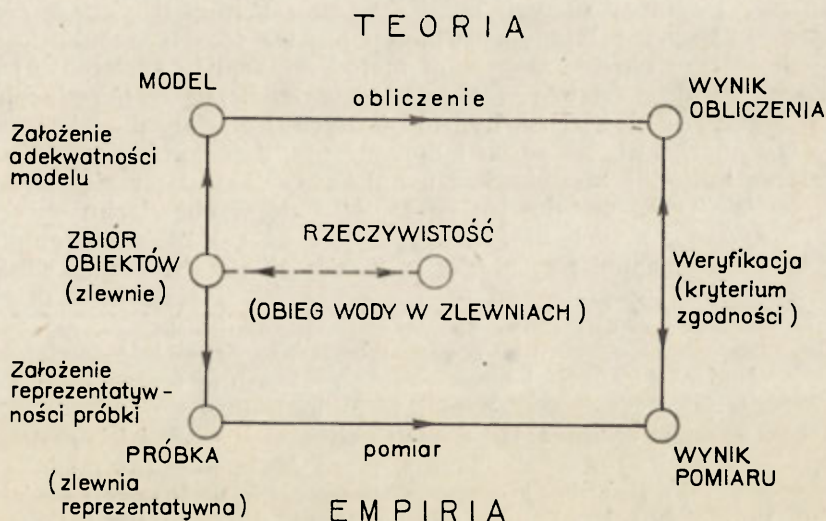 TEORIA
MODEL
obliczenie
WYNIK
OBLICZENIA
Założenie
adekwatności
modelu
ZBIÓR
OBIEKTÓW
(zlewnie)
RZECZYWISTOŚĆ
(OBIEG WODY W ZLEWNIACH)
Weryfikacja
(kryterium
zgodności)
Założenie
reprezentatyw-
ności próbki
PRÓBKA
(zlewnia
reprezentatywna)
pomiar
WYNIK
POMIARU
EMPIRIA